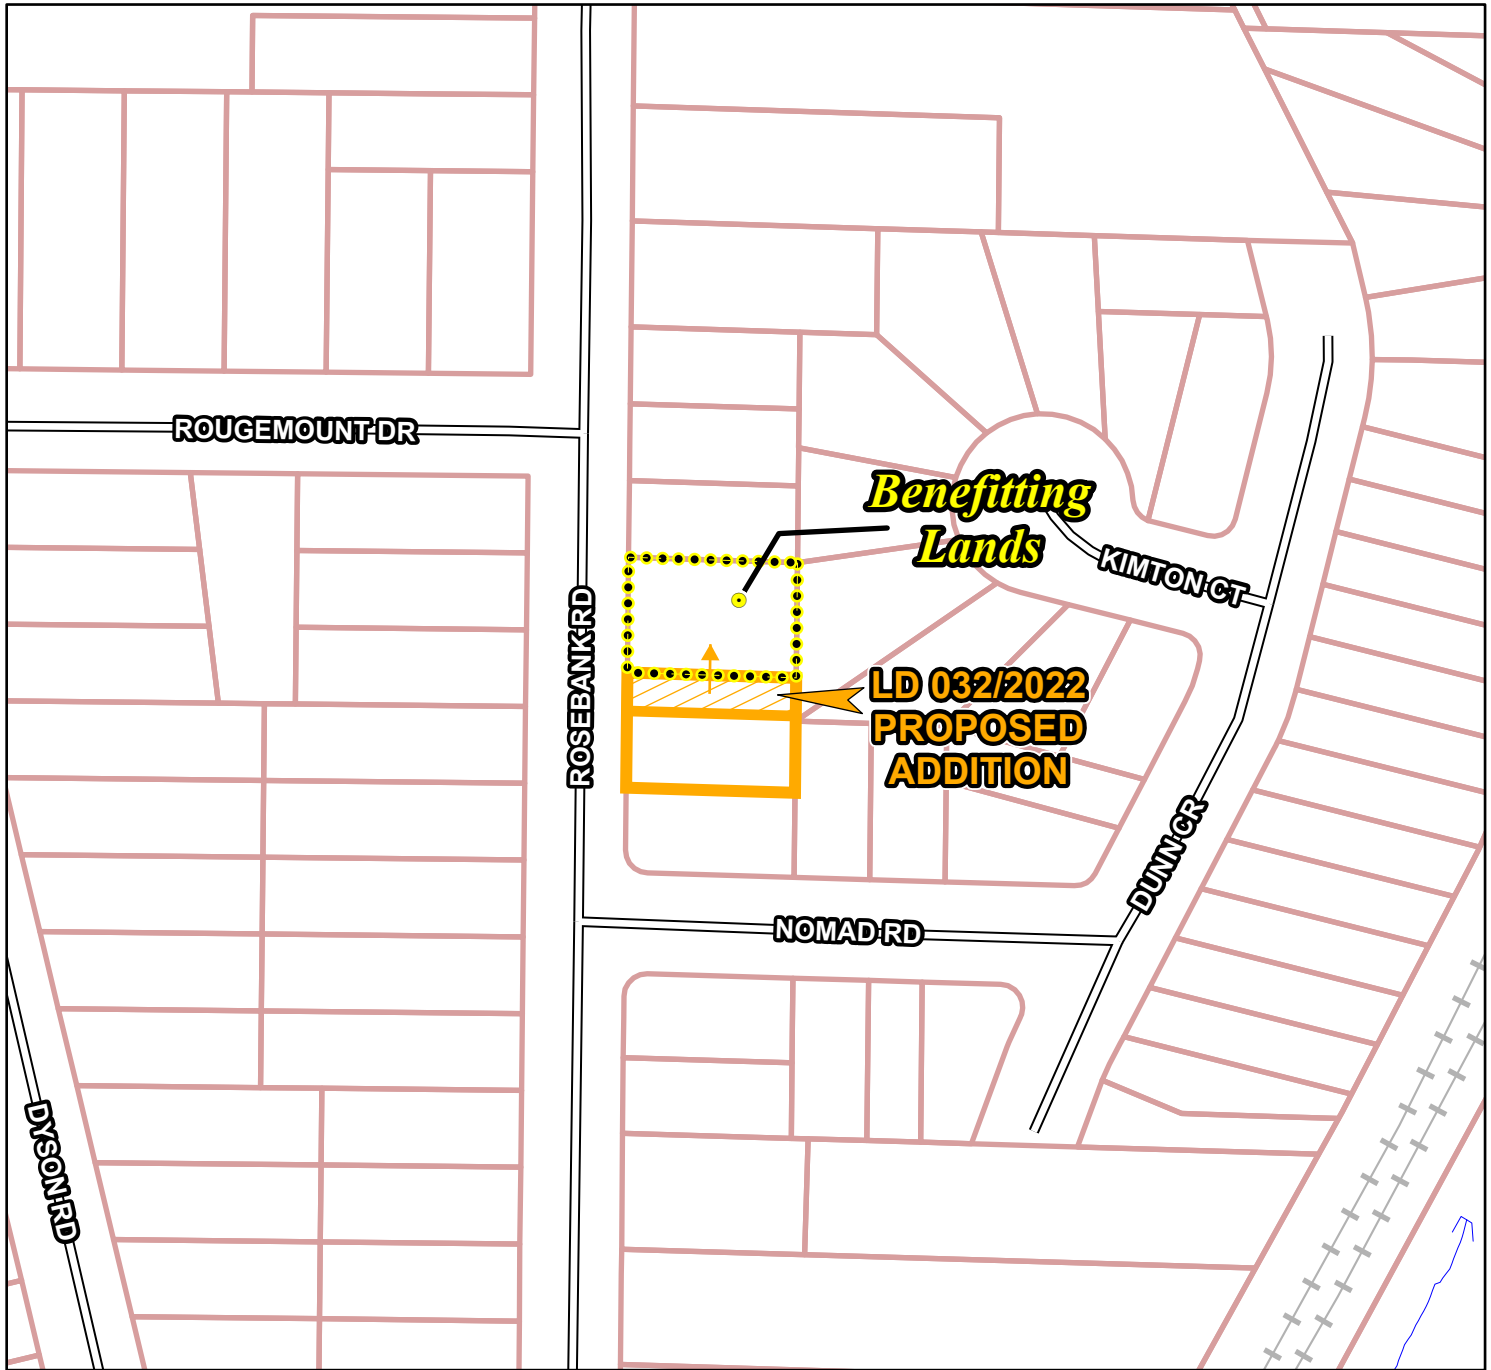 ROUGEMOUNT DR
Benefitting
Lands
KIMTON CT
ROSEBANK RD
LD 032/2022
PROPOSED
ADDITION
DUNN CR
NOMAD RD
DYSON RD